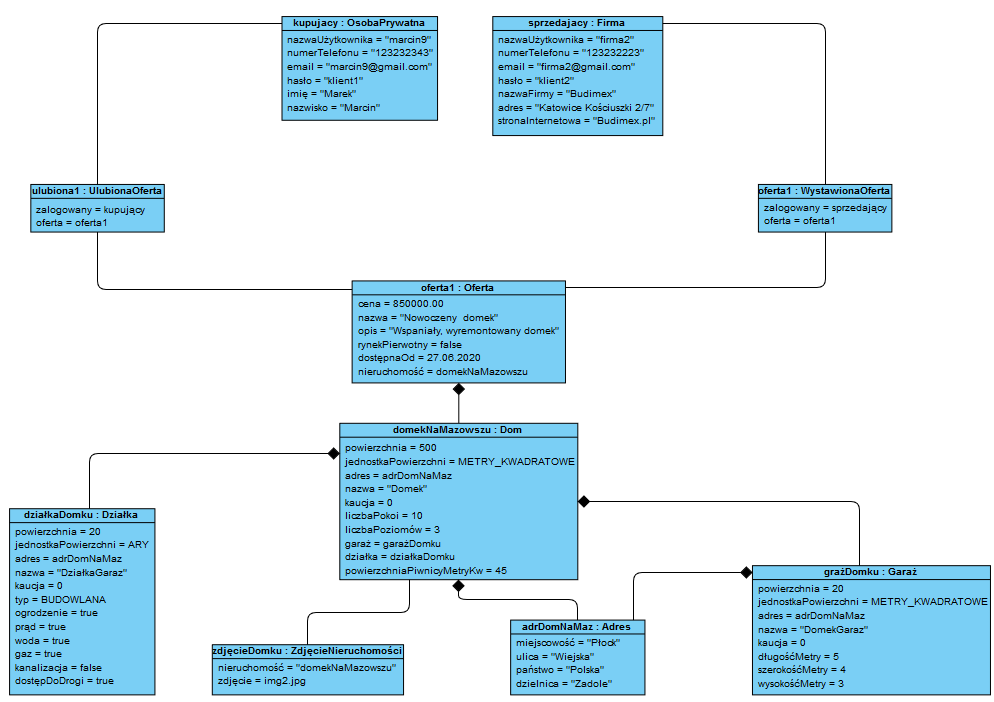 kupujacy : OsobaPrywatna
nazwaUżytkownika = "marcin9"
numerTelefonu = "123232343"
email = "marcin9@gmail.com"
hasło = "klient1"
imię = "Marek"
nazwisko = "Marcin"
sprzedajacy : Firma
nazwaUżytkownika = "firma2"
numerTelefonu = "123232223"
email = "firma2@gmail.com"
hasło = "klient2"
nazwaFirmy = "Budimex"
adres = "Katowice Kościuszki 2/7"
stronaInternetowa = "Budimex.pl"
ulubiona1 : UlubionaOferta
zalogowany = kupujący
oferta = oferta1
oferta1 : WystawionaOferta
zalogowany = sprzedający
oferta = oferta1
oferta1 : Oferta
cena = 850000.00
nazwa = "Nowoczeny  domek"
opis = "Wspaniały, wyremontowany domek"
rynekPierwotny = false
dostępnaOd = 27.06.2020
nieruchomość = domekNaMazowszu
domekNaMazowszu : Dom
powierzchnia = 500
jednostkaPowierzchni = METRY_KWADRATOWE
adres = adrDomNaMaz
nazwa = "Domek"
kaucja = 0
liczbaPokoi = 10
liczbaPoziomów = 3
garaż = garażDomku
działka = działkaDomku
powierzchniaPiwnicyMetryKw = 45
działkaDomku : Działka
powierzchnia = 20
jednostkaPowierzchni = ARY
adres = adrDomNaMaz
nazwa = "DziałkaGaraz"
kaucja = 0
typ = BUDOWLANA
ogrodzenie = true
prąd = true
woda = true
gaz = true
kanalizacja = false
dostępDoDrogi = true
zdjęcieDomku : ZdjęcieNieruchomości
nieruchomość = "domekNaMazowszu"
zdjęcie = img2.jpg
adrDomNaMaz : Adres
miejscowość = "Płock"
ulica = "Wiejska"
państwo = "Polska"
dzielnica = "Zadole"
grażDomku : Garaż
powierzchnia = 20
jednostkaPowierzchni = METRY_KWADRATOWE
adres = adrDomNaMaz
nazwa = "DomekGaraz"
kaucja = 0
długośćMetry = 5
szerokośćMetry = 4
wysokośćMetry = 3